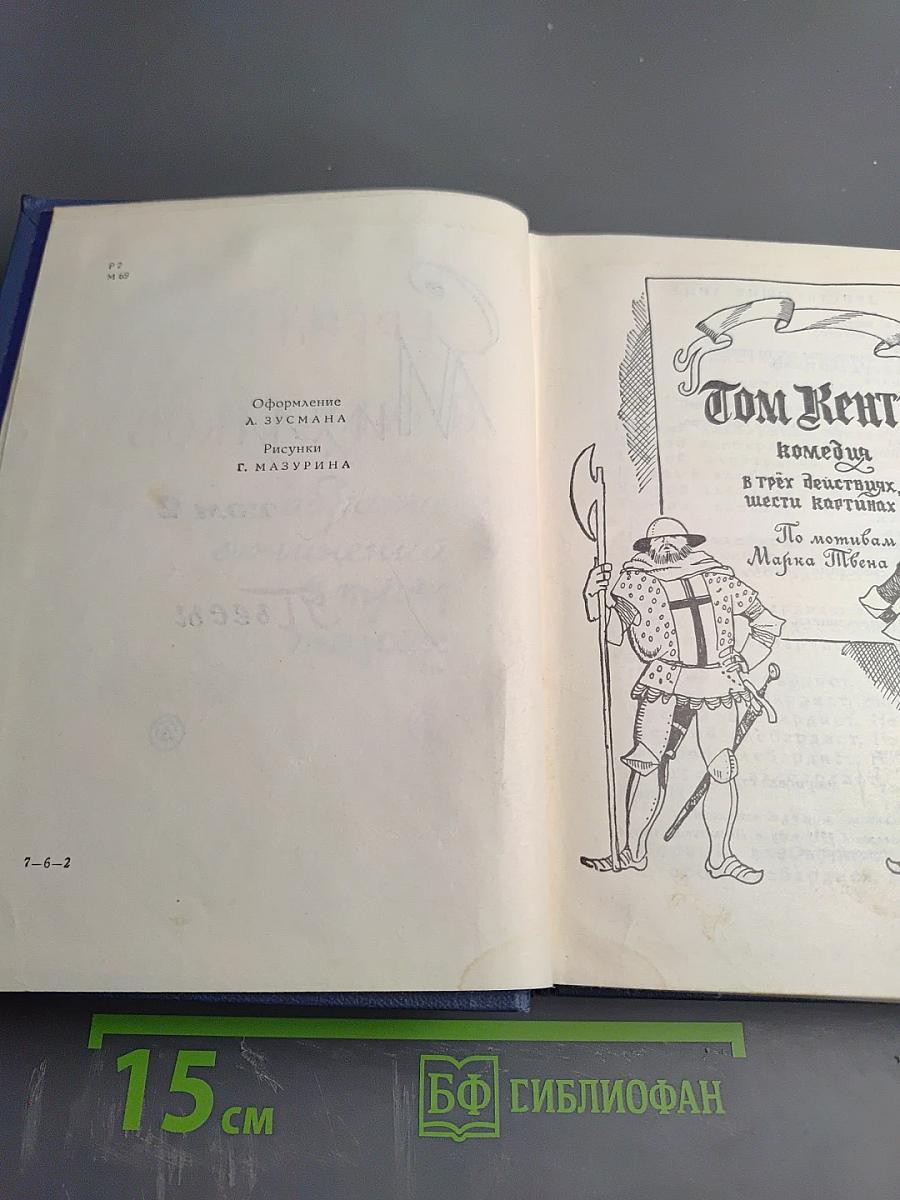 Р 2
М 69
Оформление
Л. ЗУСМАНА
Рисунки
Г. МАЗУРИНА
7—6—2
Том Кент
комедия
в трёх действиях,
шести картинах
По мотивам
Марка Твена
15 см
БФ БИБЛИОФАН